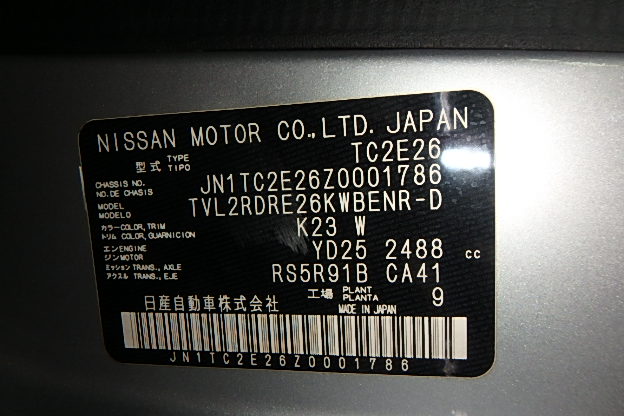 NISSAN MOTOR CO.,LTD. JAPAN
型式 TYPE TIPO TC2E26
CHASSIS NO. NO.DE CHASIS JN1TC2E26Z0001786
MODEL MODELO TVL2RDRE26KWBENR-D
カラー COLOR,TRIM トリム COLOR,GUARNICION K23 W
エンジン ENGINE MOTOR YD25 2488 cc
ミッション TRANS., AXLE アクスル TRANS., EJE RS5R91B CA41
工場 PLANT PLANTA 9
日産自動車株式会社 MADE IN JAPAN
JN1TC2E26Z0001786